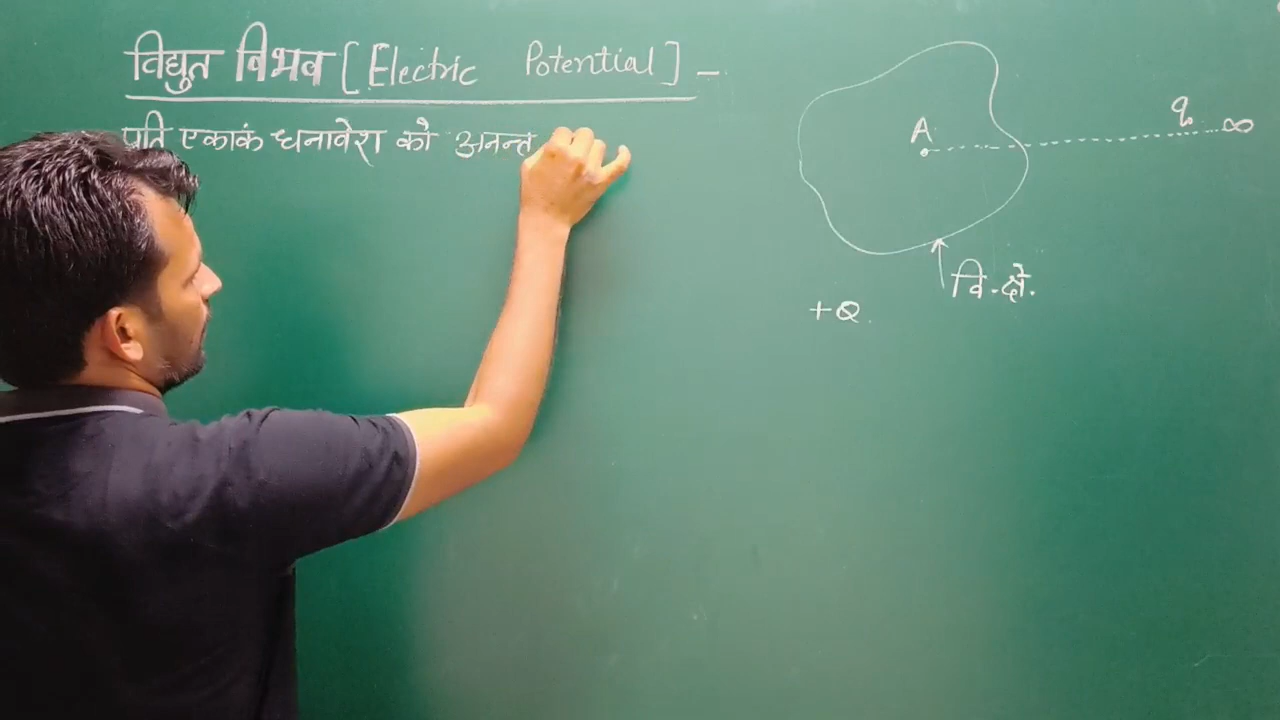 विद्युत विभव [Electric Potential] -
प्रति एकाकं धनावेश को अनन्त
A
q ∞
वि.क्षे.
+Q